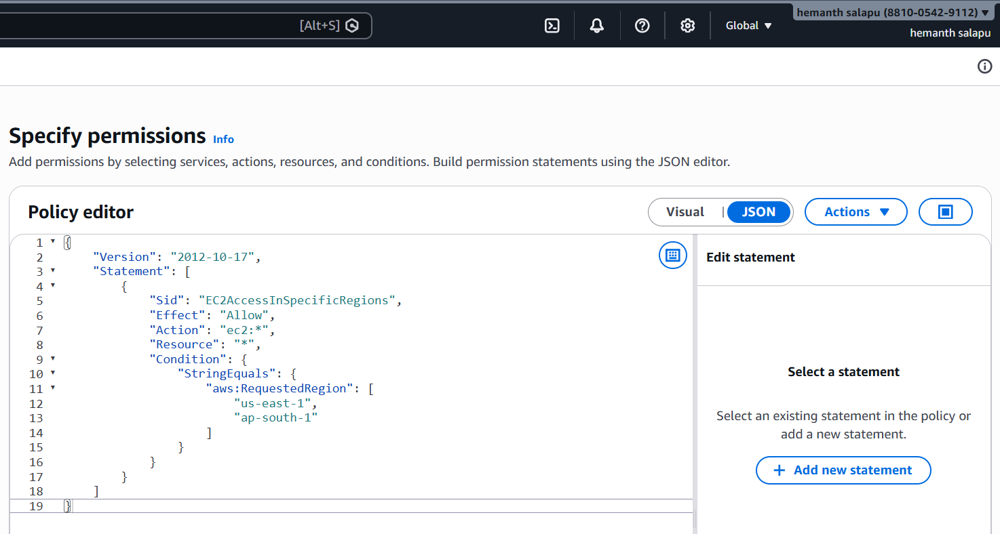 [Alt+S]
Global
hemanth salapu (8810-0542-9112)
hemanth salapu
Specify permissions Info
Add permissions by selecting services, actions, resources, and conditions. Build permission statements using the JSON editor.
Policy editor
Visual | JSON
Actions
1 {
2 "Version": "2012-10-17",
3 "Statement": [
4 {
5 "Sid": "EC2AccessInSpecificRegions",
6 "Effect": "Allow",
7 "Action": "ec2:*",
8 "Resource": "*",
9 "Condition": {
10 "StringEquals": {
11 "aws:RequestedRegion": [
12 "us-east-1",
13 "ap-south-1"
14 ]
15 }
16 }
17 }
18 ]
19 }
Edit statement
Select a statement
Select an existing statement in the policy or
add a new statement.
+ Add new statement